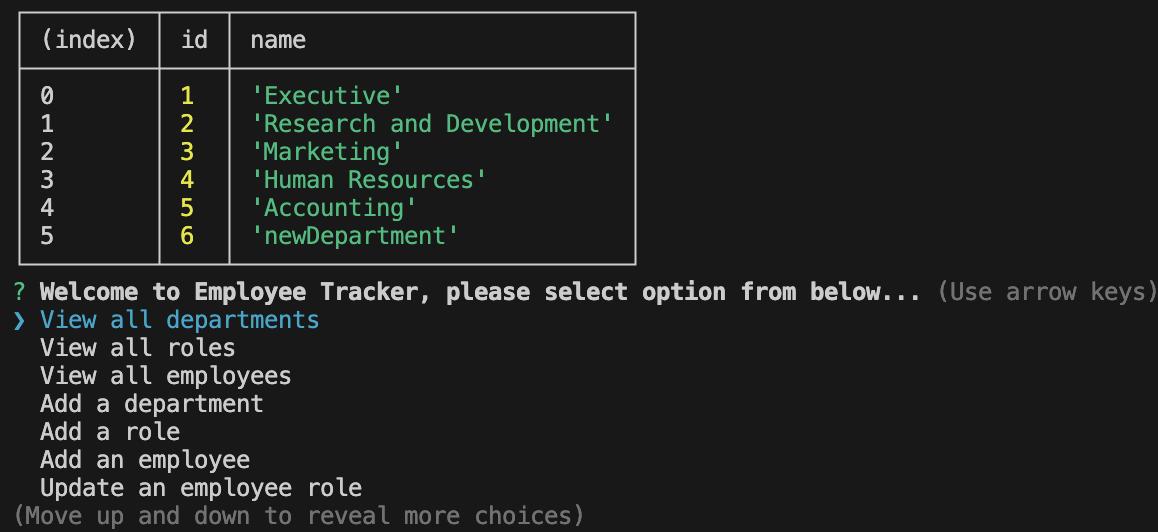 (index) id name
0 1 'Executive'
1 2 'Research and Development'
2 3 'Marketing'
3 4 'Human Resources'
4 5 'Accounting'
5 6 'newDepartment'
? Welcome to Employee Tracker, please select option from below... (Use arrow keys)
❯ View all departments
View all roles
View all employees
Add a department
Add a role
Add an employee
Update an employee role
(Move up and down to reveal more choices)